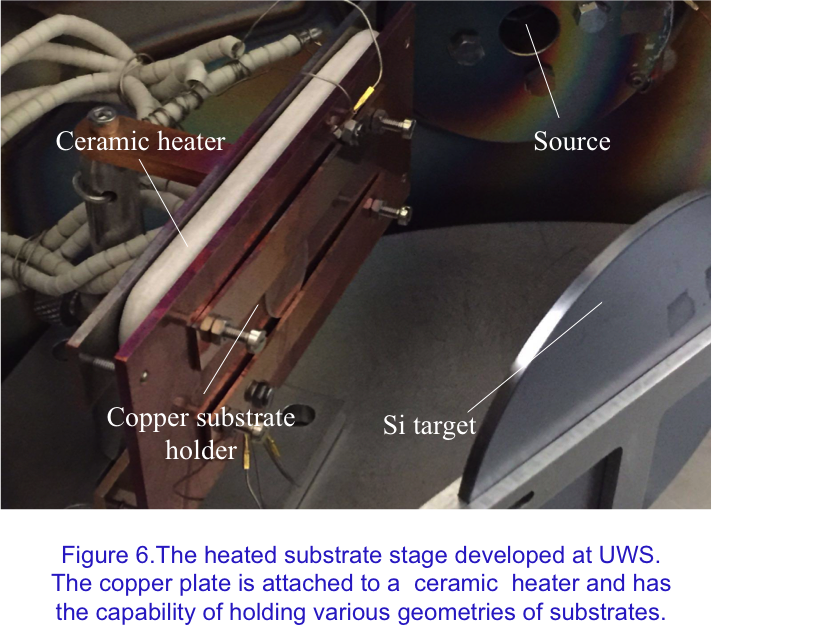 Ceramic heater
Source
Copper substrate
holder
Si target
Figure 6.The heated substrate stage developed at UWS.
The copper plate is attached to a  ceramic  heater and has
the capability of holding various geometries of substrates.